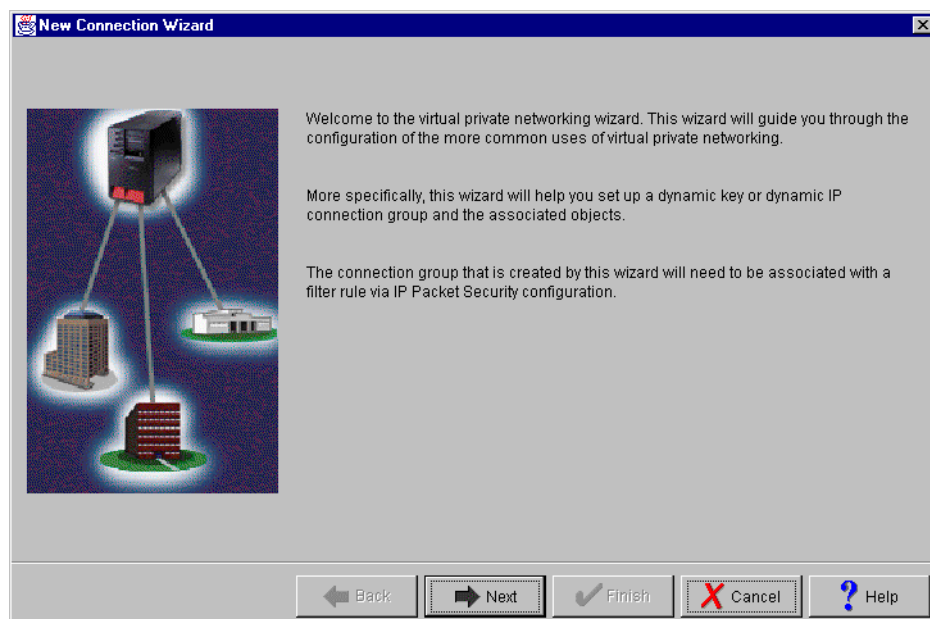 New Connection Wizard
Welcome to the virtual private networking wizard. This wizard will guide you through the
configuration of the more common uses of virtual private networking.
More specifically, this wizard will help you set up a dynamic key or dynamic IP
connection group and the associated objects.
The connection group that is created by this wizard will need to be associated with a
filter rule via IP Packet Security configuration.
Back
Next
Finish
Cancel
Help